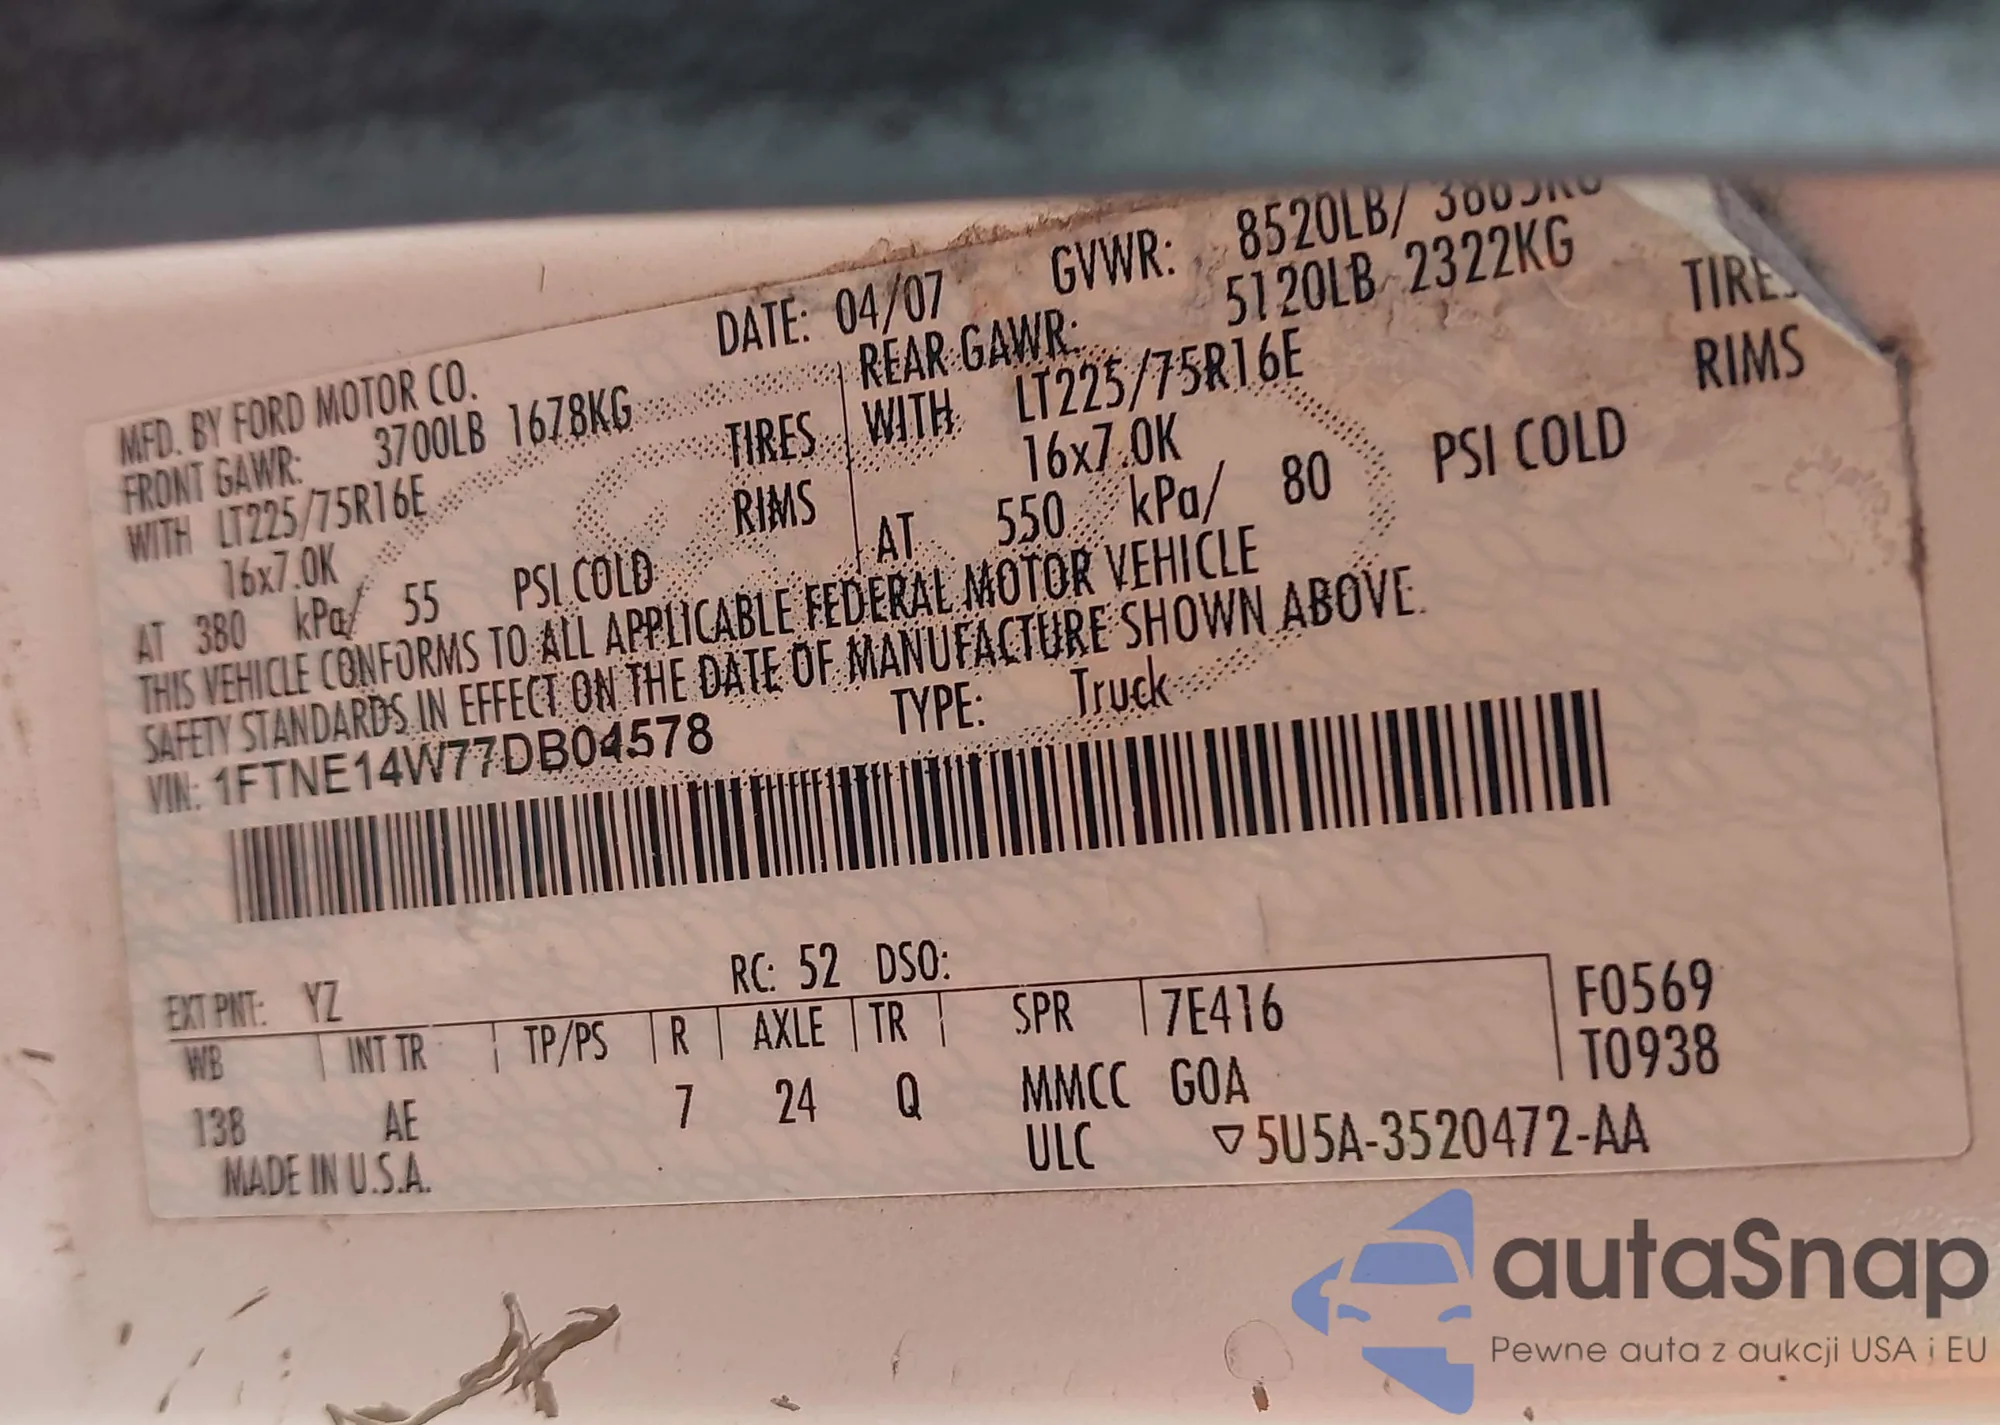 MFD. BY FORD MOTOR CO. DATE: 04/07 GVWR: 8520LB/ 3865KG
FRONT GAWR: 3700LB 1678KG REAR GAWR: 5120LB 2322KG
WITH LT225/75R16E TIRES WITH LT225/75R16E TIRES
16x7.0K RIMS 16x7.0K RIMS
AT 380 kPa/ 55 PSI COLD AT 550 kPa/ 80 PSI COLD
THIS VEHICLE CONFORMS TO ALL APPLICABLE FEDERAL MOTOR VEHICLE
SAFETY STANDARDS IN EFFECT ON THE DATE OF MANUFACTURE SHOWN ABOVE.
VIN: 1FTNE14W77DB04578 TYPE: Truck
EXT PNT: YZ RC: 52 DSO:
WB INT TR TP/PS R AXLE TR SPR 7E416 F0569
138 AE 7 24 Q MMCC G0A T0938
MADE IN U.S.A. ULC ▽5U5A-3520472-AA
autaSnap
Pewne auta z aukcji USA i EU